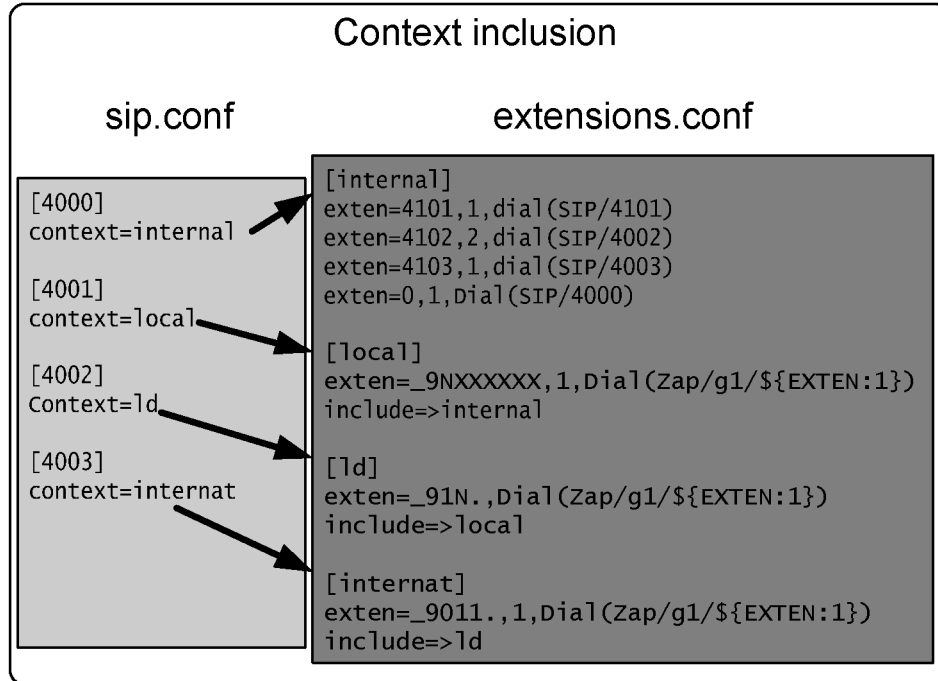 Context inclusion
sip.conf
extensions.conf
[4000]
context=internal
[4001]
context=local
[4002]
Context=ld
[4003]
context=internat
[internal]
exten=4101,1,dial(SIP/4101)
exten=4102,2,dial(SIP/4002)
exten=4103,1,dial(SIP/4003)
exten=0,1,Dial(SIP/4000)
[local]
exten=_9NXXXXXX,1,Dial(Zap/g1/${EXTEN:1})
include=>internal
[ld]
exten=_91N.,Dial(Zap/g1/${EXTEN:1})
include=>local
[internat]
exten=_9011.,1,Dial(Zap/g1/${EXTEN:1})
include=>ld